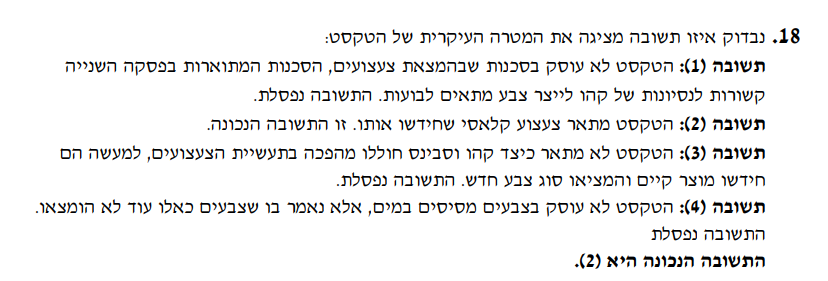 18. נבדוק איזו תשובה מציגה את המטרה העיקרית של הטקסט:
תשובה (1): הטקסט לא עוסק בסכנות שבהמצאת צעצועים, הסכנות המתוארות בפסקה השנייה
קשורות לנסיונות של קהו לייצר צבע מתאים לבועות. התשובה נפסלת.
תשובה (2): הטקסט מתאר צעצוע קלאסי שחידשו אותו. זו התשובה הנכונה.
תשובה (3): הטקסט לא מתאר כיצד קהו וסבינס חוללו מהפכה בתעשיית הצעצועים, למעשה הם
חידשו מוצר קיים והמציאו סוג צבע חדש. התשובה נפסלת.
תשובה (4): הטקסט לא עוסק בצבעים מסיסים במים, אלא נאמר בו שצבעים כאלו עוד לא הומצאו.
התשובה נפסלת
התשובה הנכונה היא (2).